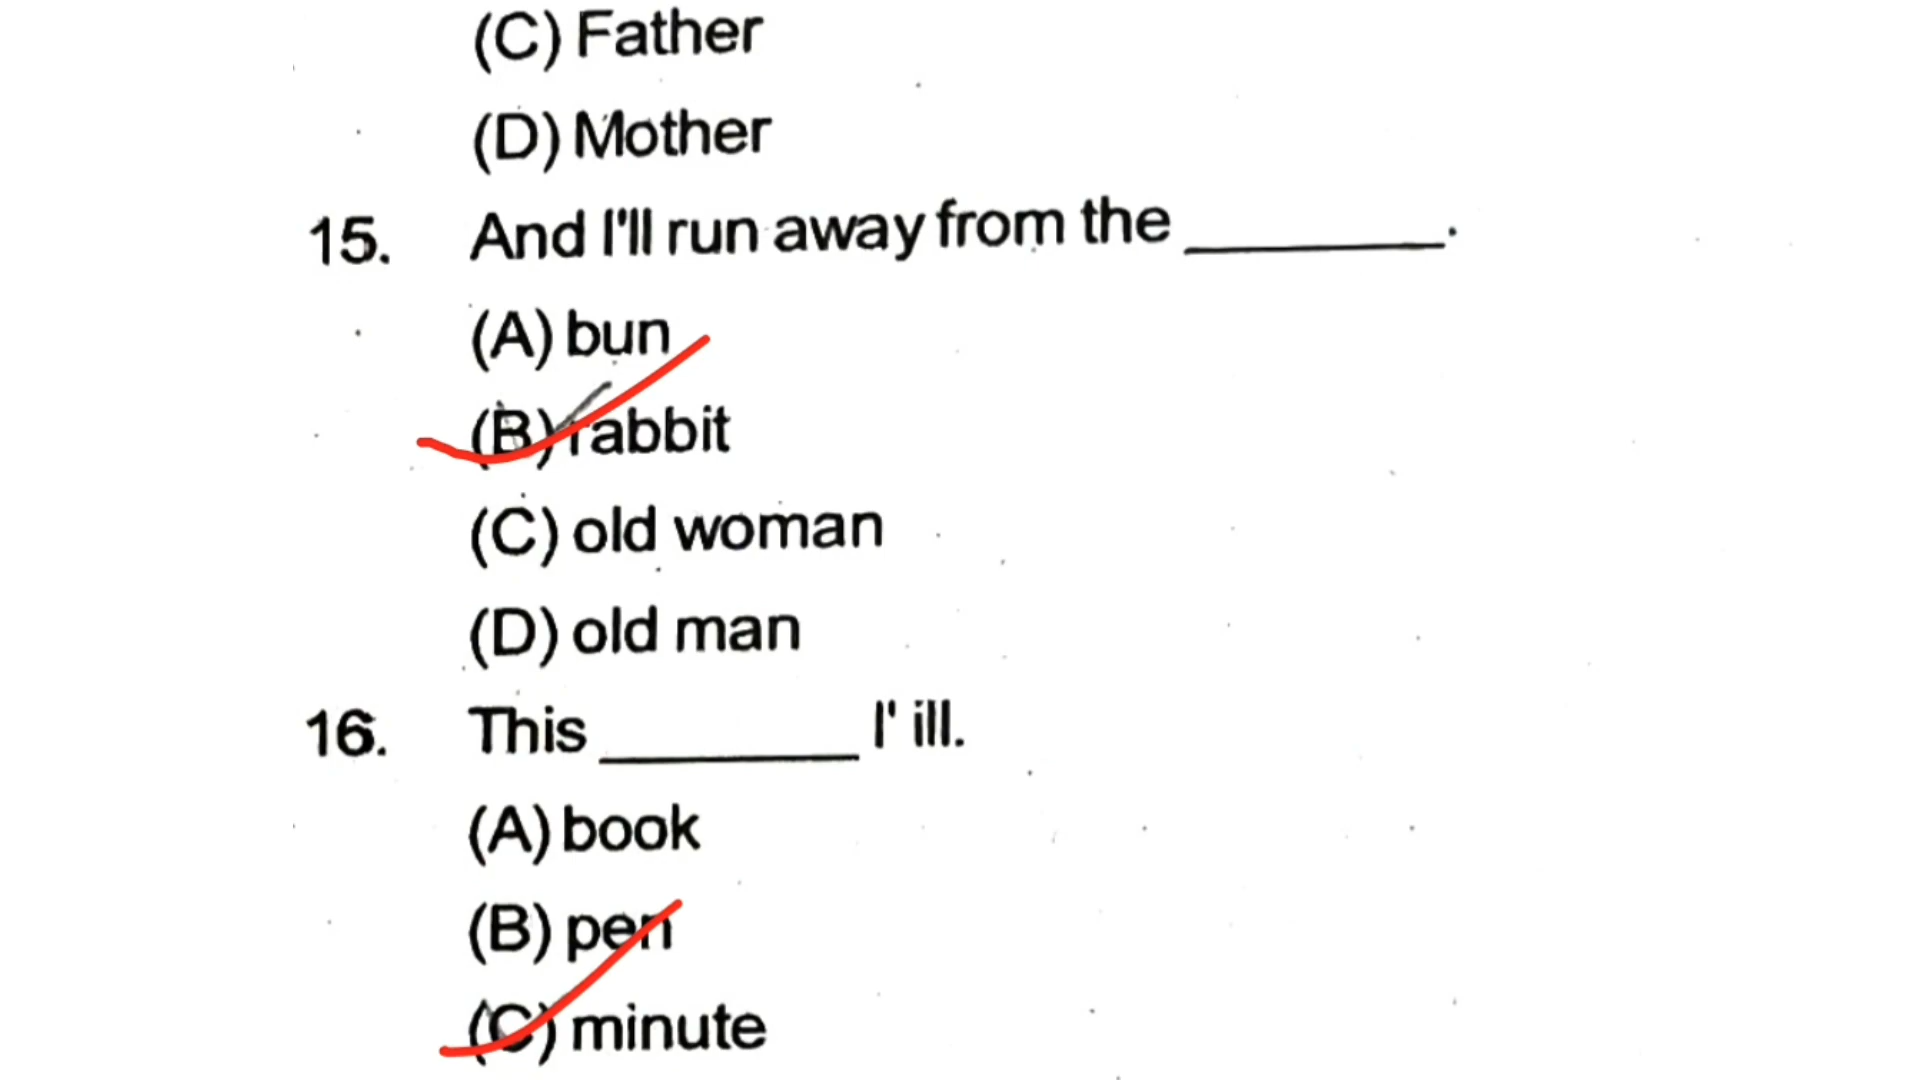 (C) Father
(D) Mother
15. And I'll run away from the ________.
(A) bun
(B) rabbit
(C) old woman
(D) old man
16. This ________ I' ill.
(A) book
(B) pen
(C) minute